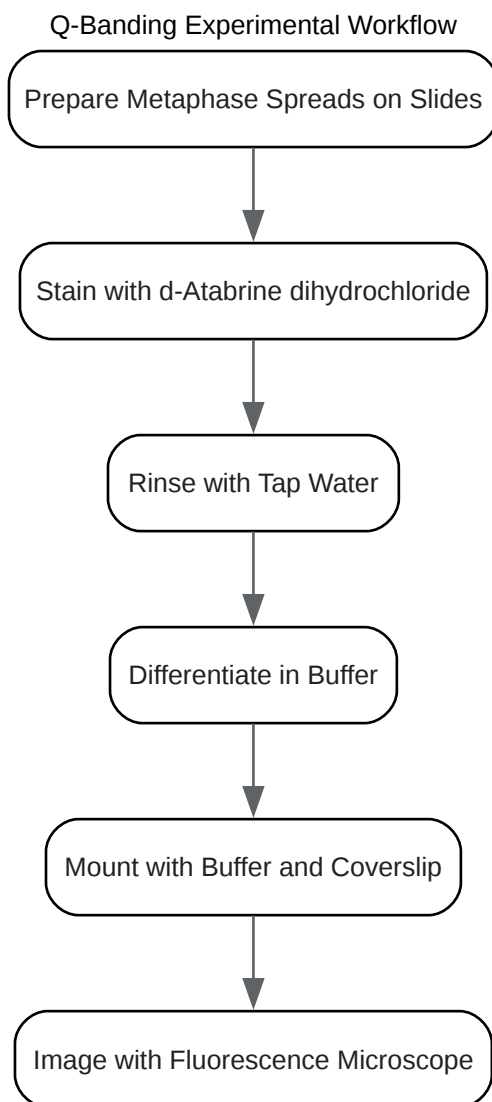 Q-Banding Experimental Workflow
Prepare Metaphase Spreads on Slides
Stain with d-Atabrine dihydrochloride
Rinse with Tap Water
Differentiate in Buffer
Mount with Buffer and Coverslip
Image with Fluorescence Microscope